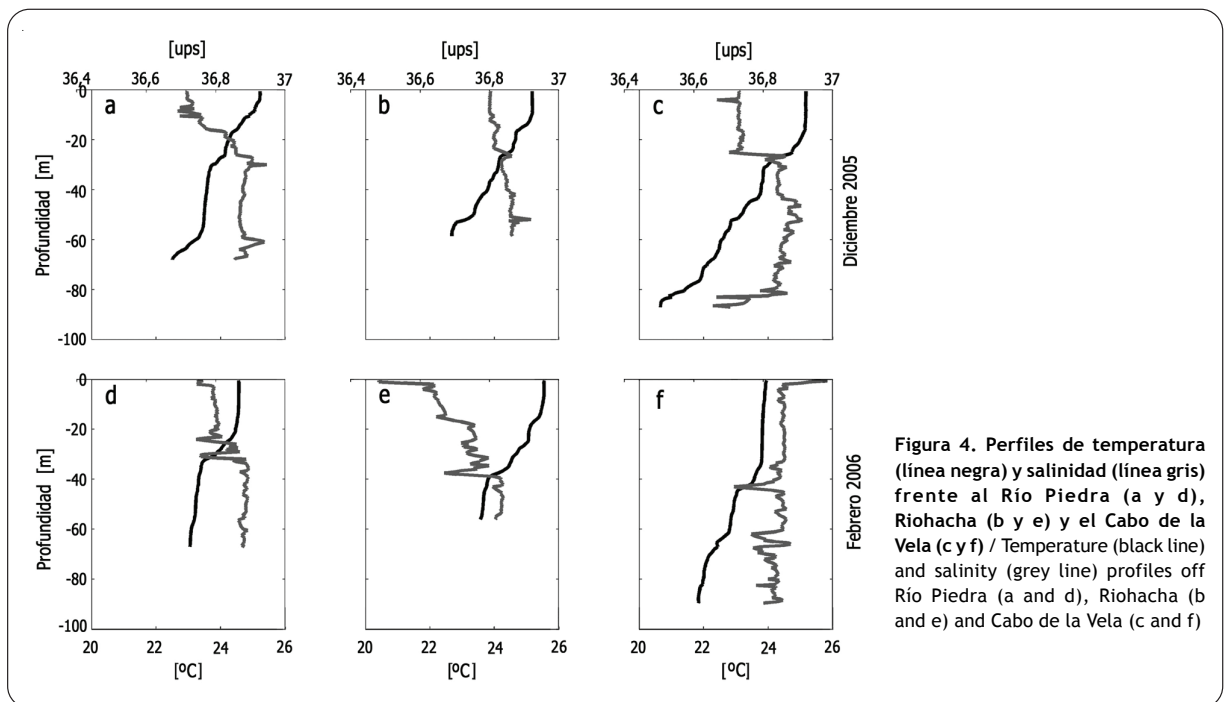 [ups] [ups] [ups]
36,4 36,6 36,8 37 36,4 36,6 36,8 37 36,4 36,6 36,8 37
a b c
0
-20
-40
-60
-80
-100
Profundidad [m]
Diciembre 2005
d e f
0
-20
-40
-60
-80
-100
Profundidad [m]
Febrero 2006
20 22 24 26 20 22 24 26 20 22 24 26
[ºC] [ºC] [ºC]
Figura 4. Perfiles de temperatura
(línea negra) y salinidad (línea gris)
frente al Río Piedra (a y d),
Riohacha (b y e) y el Cabo de la
Vela (c y f) / Temperature (black line)
and salinity (grey line) profiles off
Río Piedra (a and d), Riohacha (b
and e) and Cabo de la Vela (c and f)